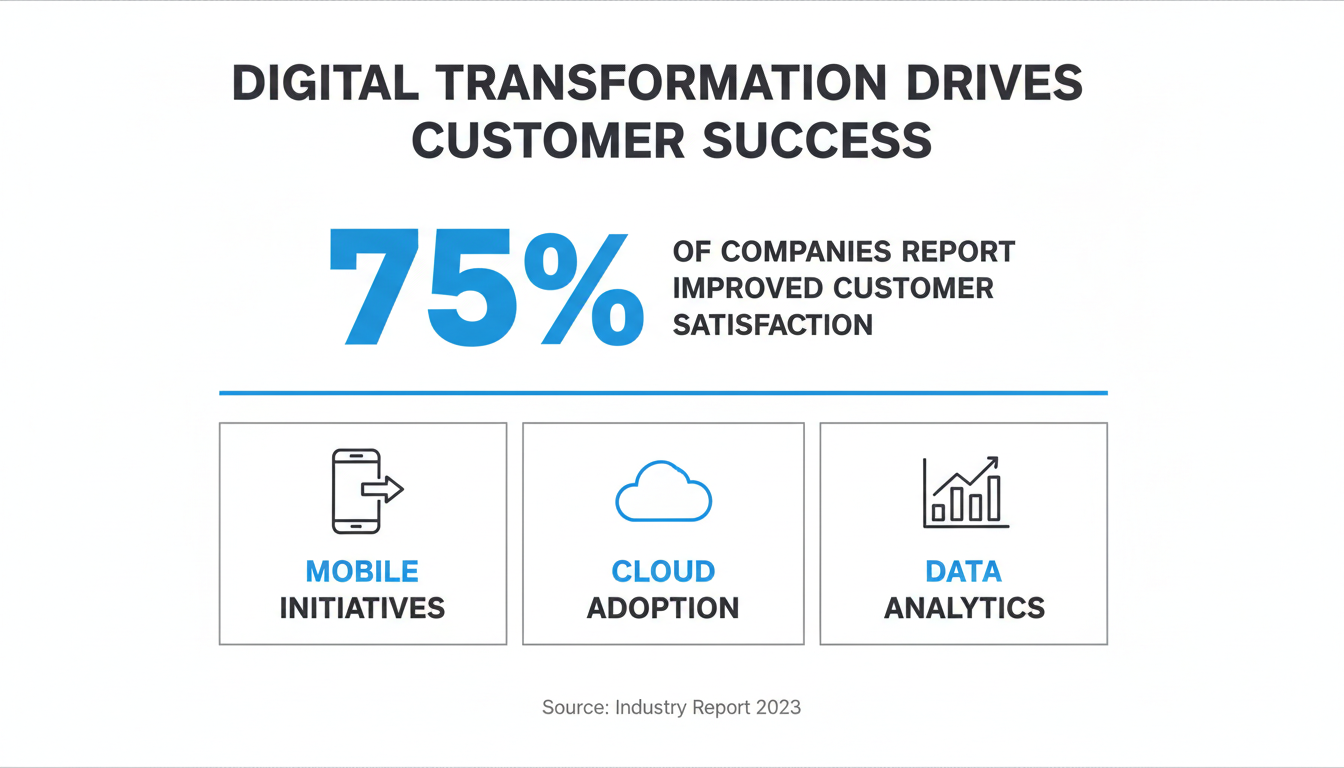 DIGITAL TRANSFORMATION DRIVES
CUSTOMER SUCCESS
75%
OF COMPANIES REPORT
IMPROVED CUSTOMER
SATISFACTION
MOBILE
INITIATIVES
CLOUD
ADOPTION
DATA
ANALYTICS
Source: Industry Report 2023